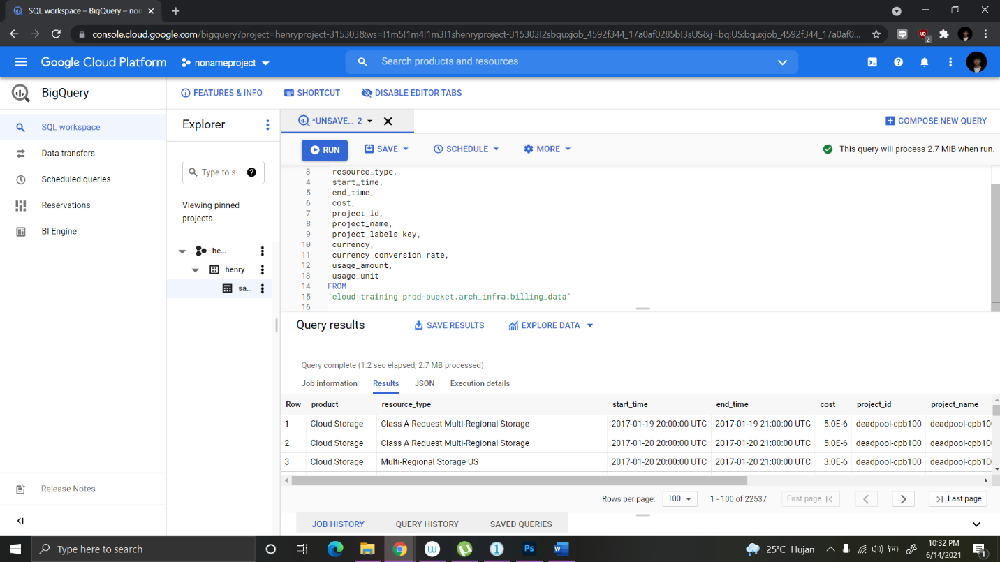 SQL workspace – BigQuery – non
console.cloud.google.com/bigquery?project=henryproject-315303&ws=!1m5!1m4!1m3!1shenryproject-315303!2sbquxjob_4592f344_17a0af0285b!3sUS&j=bq:US:bquxjob_4592f344_17a0af0...
2
Google Cloud Platform
nonameproject
Search products and resources
BigQuery
FEATURES & INFO
SHORTCUT
DISABLE EDITOR TABS
SQL workspace
Data transfers
Scheduled queries
Reservations
BI Engine
Release Notes
Explorer
Type to s
Viewing pinned
projects.
he...
henry
sa...
*UNSAVE... 2
COMPOSE NEW QUERY
RUN
SAVE
SCHEDULE
MORE
This query will process 2.7 MiB when run.
3 resource_type,
4 start_time,
5 end_time,
6 cost,
7 project_id,
8 project_name,
9 project_labels_key,
10 currency,
11 currency_conversion_rate,
12 usage_amount,
13 usage_unit
14 FROM
15 `cloud-training-prod-bucket.arch_infra.billing_data`
16
Query results
SAVE RESULTS
EXPLORE DATA
Query complete (1.2 sec elapsed, 2.7 MB processed)
Job information Results JSON Execution details
Row product resource_type start_time end_time cost project_id project_name
1 Cloud Storage Class A Request Multi-Regional Storage 2017-01-19 20:00:00 UTC 2017-01-19 21:00:00 UTC 5.0E-6 deadpool-cpb100 deadpool-cpb10
2 Cloud Storage Class A Request Multi-Regional Storage 2017-01-20 20:00:00 UTC 2017-01-20 21:00:00 UTC 5.0E-6 deadpool-cpb100 deadpool-cpb10
3 Cloud Storage Multi-Regional Storage US 2017-01-20 20:00:00 UTC 2017-01-20 21:00:00 UTC 3.0E-6 deadpool-cpb100 deadpool-cpb10
Rows per page: 100 1 - 100 of 22537 First page Last page
JOB HISTORY QUERY HISTORY SAVED QUERIES
Type here to search
Ps
25°C Hujan
10:32 PM
6/14/2021
1